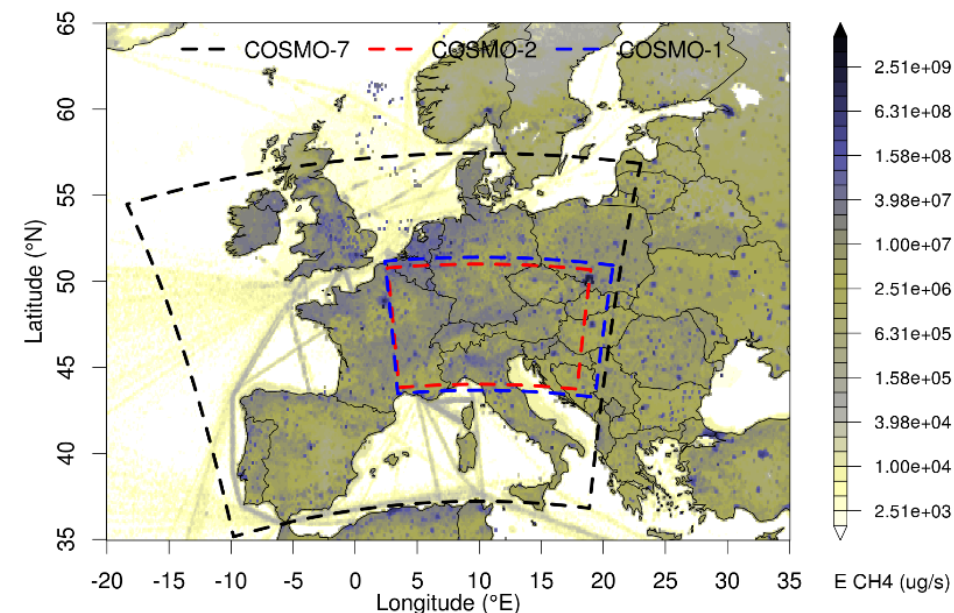 COSMO-7 COSMO-2 COSMO-1
65
60
55
50
45
40
35
Latitude (°N)
-20 -15 -10 -5 0 5 10 15 20 25 30 35
Longitude (°E)
2.51e+09
6.31e+08
1.58e+08
3.98e+07
1.00e+07
2.51e+06
6.31e+05
1.58e+05
3.98e+04
1.00e+04
2.51e+03
E CH4 (ug/s)